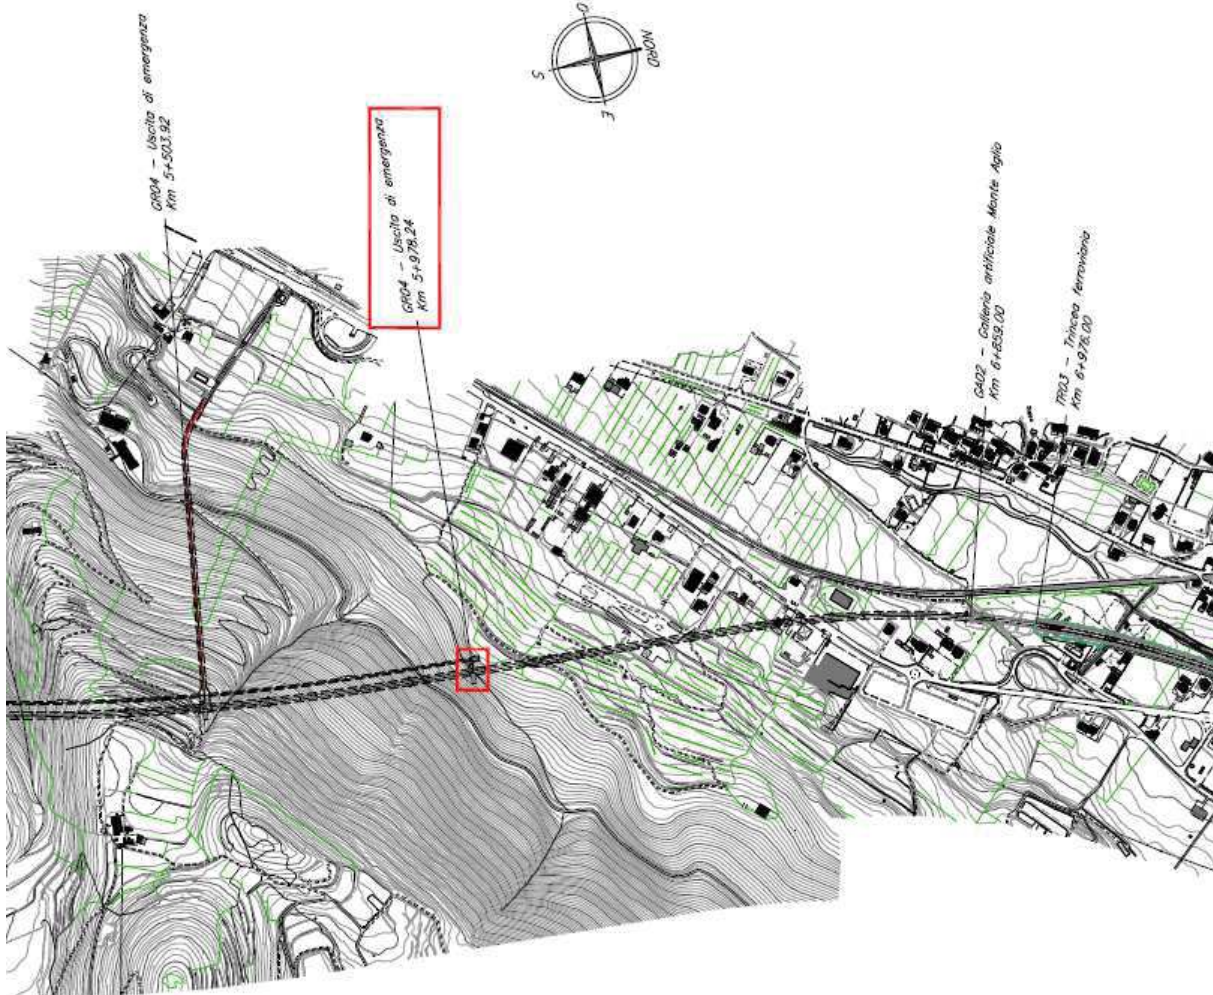 O
NORD
S
E
GR04 - Uscita di emergenza
Km 5+503.92
GR04 - Uscita di emergenza
Km 5+978.24
GA02 - Galleria artificiale Monte Aglio
Km 6+859.00
TR03 - Trincea ferroviaria
Km 6+976.00